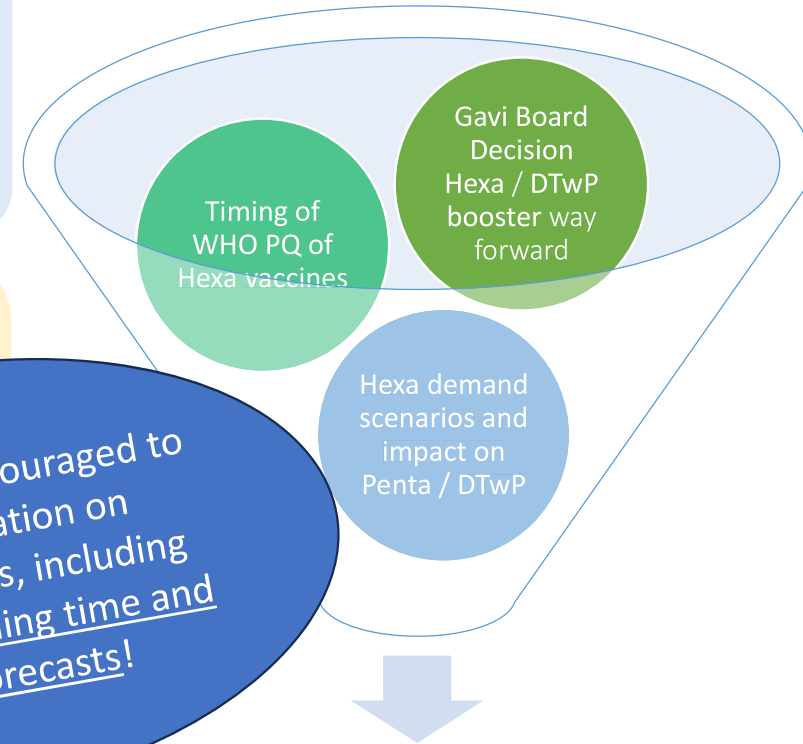 Gavi Board
Decision
Hexa / DTwP
booster way
forward
Timing of
WHO PQ of
Hexa vaccines
Hexa demand
scenarios and
impact on
Penta / DTwP
ouraged to
ation on
s, including
ing time and
orecasts!